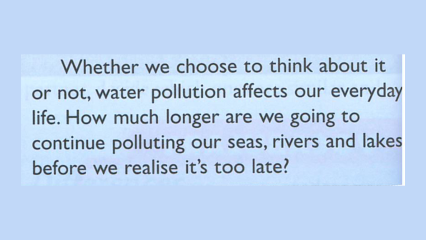 Whether we choose to think about it
or not, water pollution affects our everyday
life. How much longer are we going to
continue polluting our seas, rivers and lakes
before we realise it's too late?